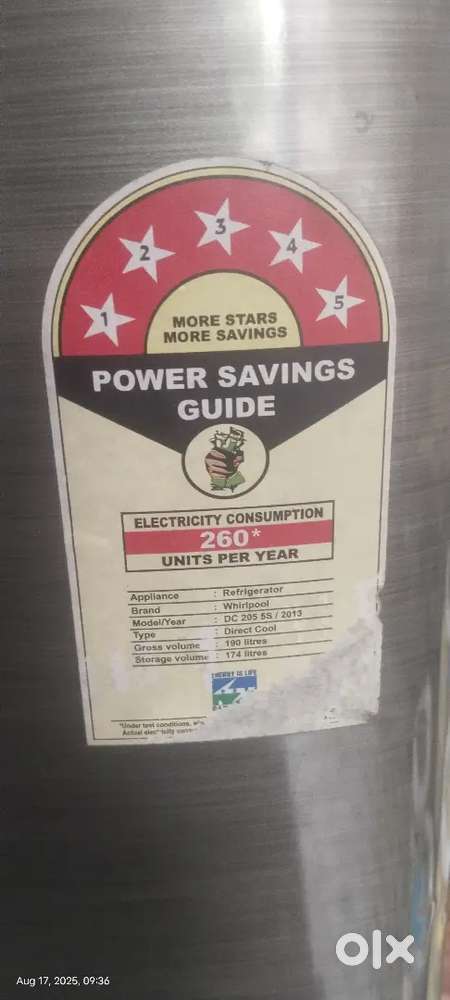 1 2 3 4 5
MORE STARS
MORE SAVINGS
POWER SAVINGS
GUIDE
ELECTRICITY CONSUMPTION
260*
UNITS PER YEAR
Appliance : Refrigerator
Brand : Whirlpool
Model/Year : DC 205 5S / 2013
Type : Direct Cool
Gross volume : 190 litres
Storage volume : 174 litres
ENERGY IS LIFE
*Under test conditions,
Actual
olx
Aug 17, 2025, 09:36